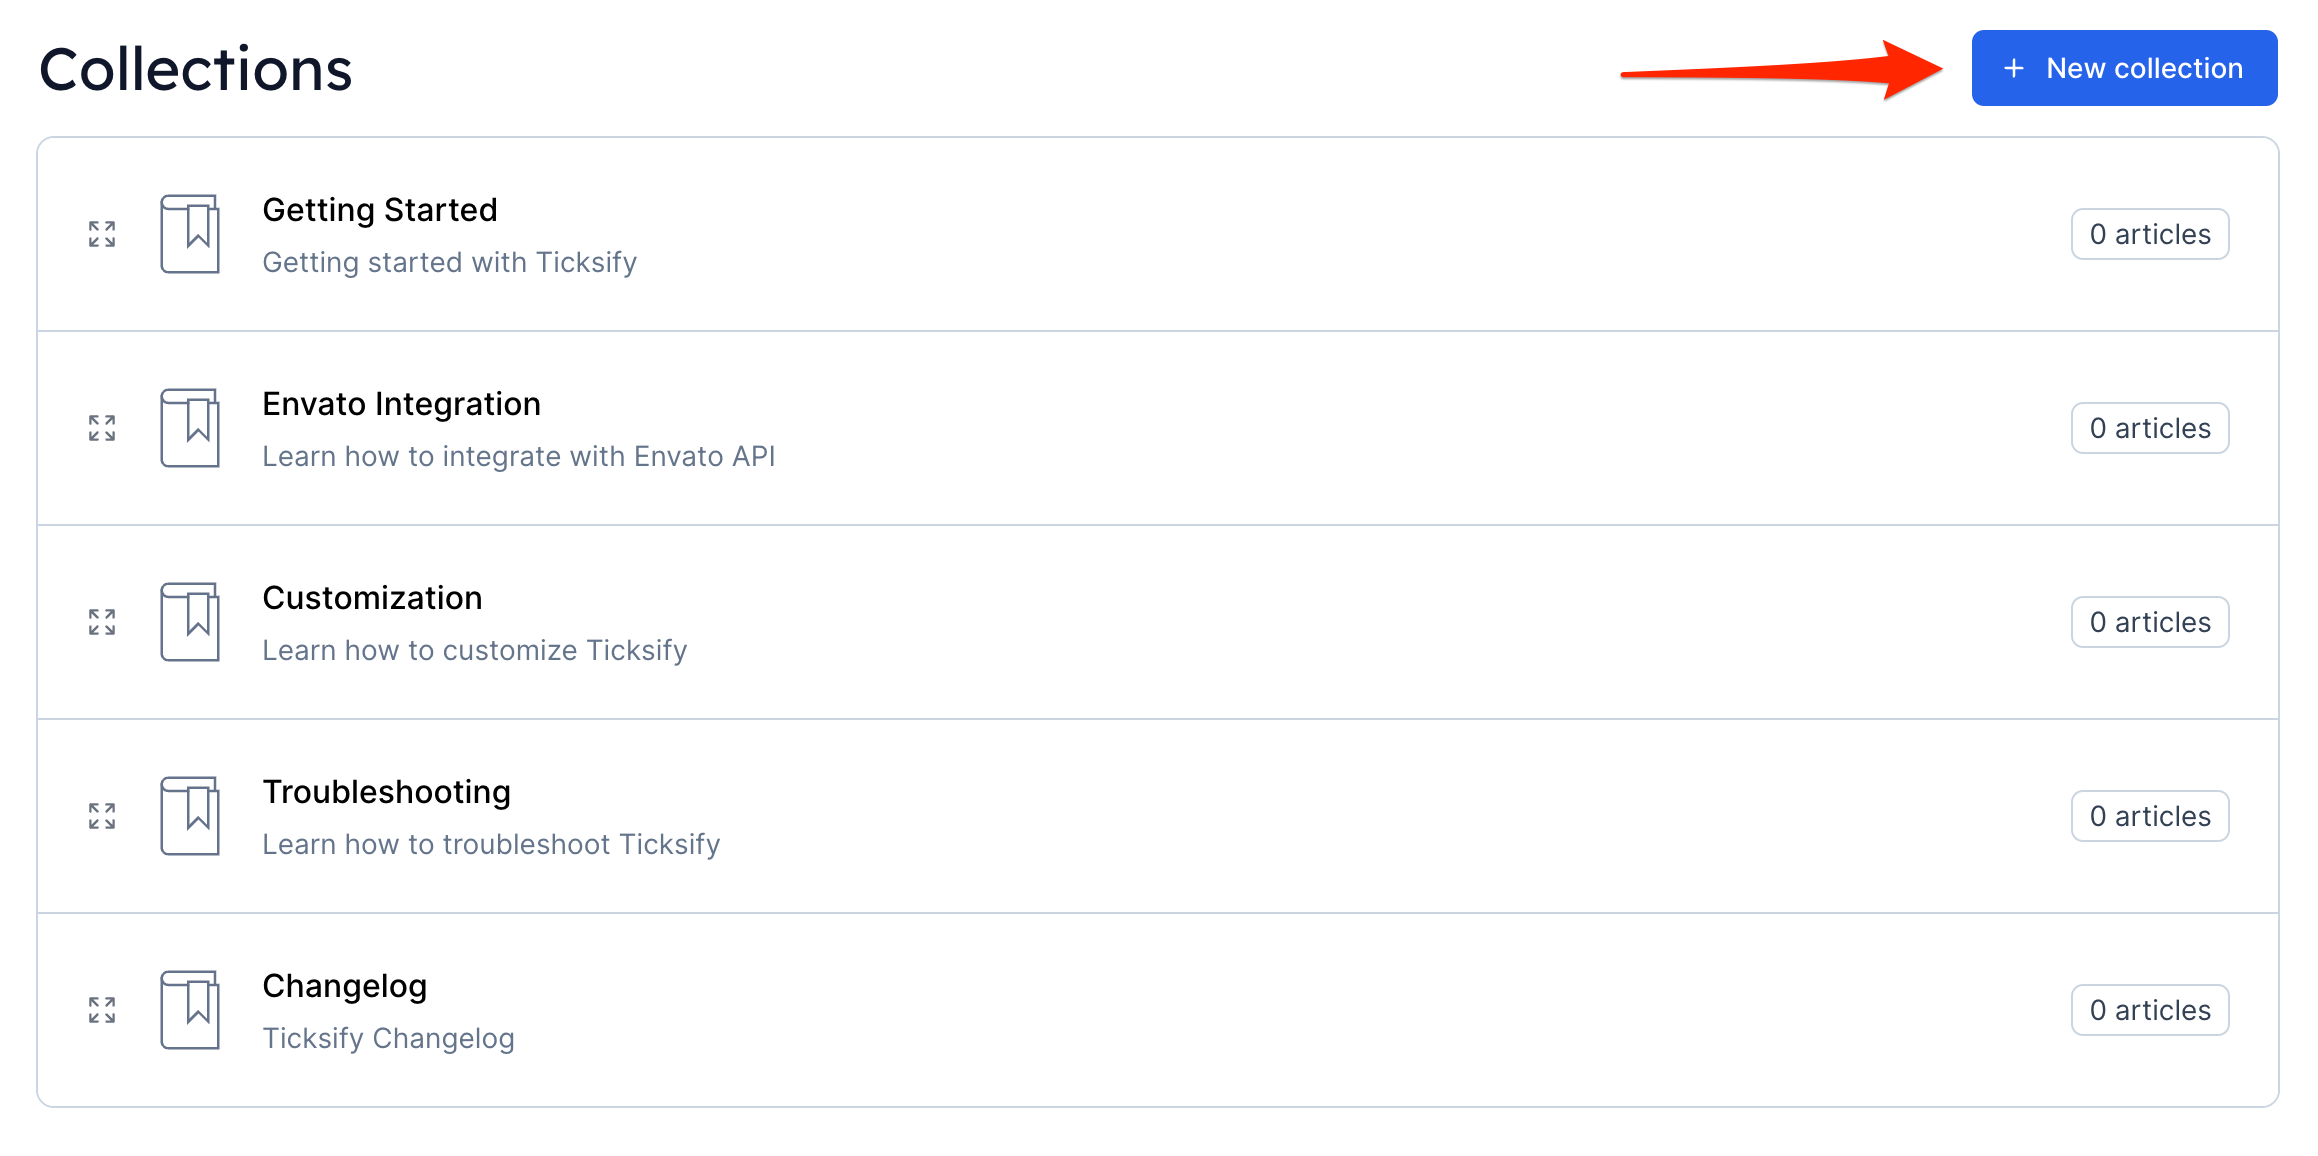 Collections
+ New collection
Getting Started
Getting started with Ticksify
0 articles
Envato Integration
Learn how to integrate with Envato API
0 articles
Customization
Learn how to customize Ticksify
0 articles
Troubleshooting
Learn how to troubleshoot Ticksify
0 articles
Changelog
Ticksify Changelog
0 articles